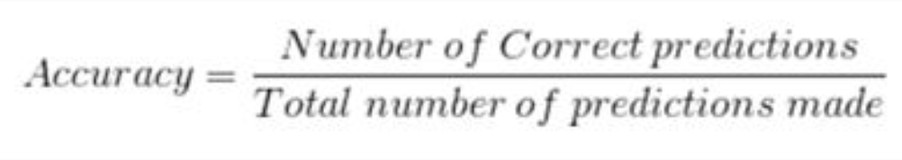 Accuracy = Number of Correct predictions
Total number of predictions made